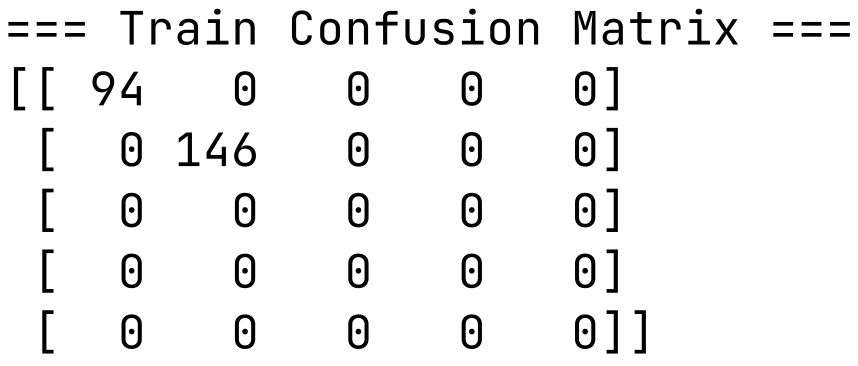 === Train Confusion Matrix ===
[[ 94   0   0   0   0]
 [  0 146   0   0   0]
 [  0   0   0   0   0]
 [  0   0   0   0   0]
 [  0   0   0   0   0]]